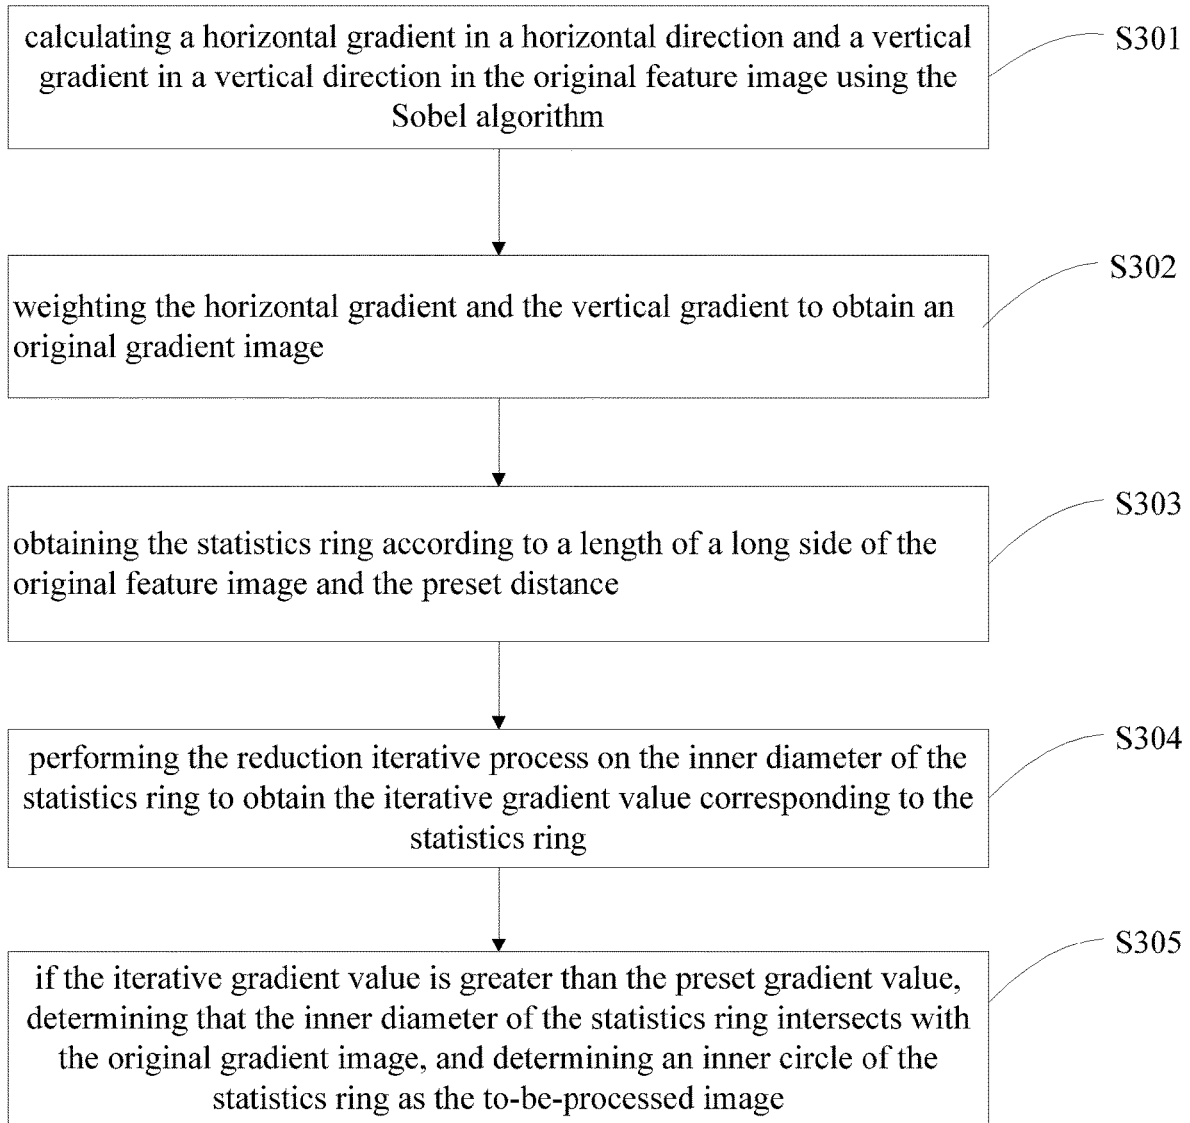 calculating a horizontal gradient in a horizontal direction and a vertical
gradient in a vertical direction in the original feature image using the
Sobel algorithm
S301
weighting the horizontal gradient and the vertical gradient to obtain an
original gradient image
S302
obtaining the statistics ring according to a length of a long side of the
original feature image and the preset distance
S303
performing the reduction iterative process on the inner diameter of the
statistics ring to obtain the iterative gradient value corresponding to the
statistics ring
S304
if the iterative gradient value is greater than the preset gradient value,
determining that the inner diameter of the statistics ring intersects with
the original gradient image, and determining an inner circle of the
statistics ring as the to-be-processed image
S305